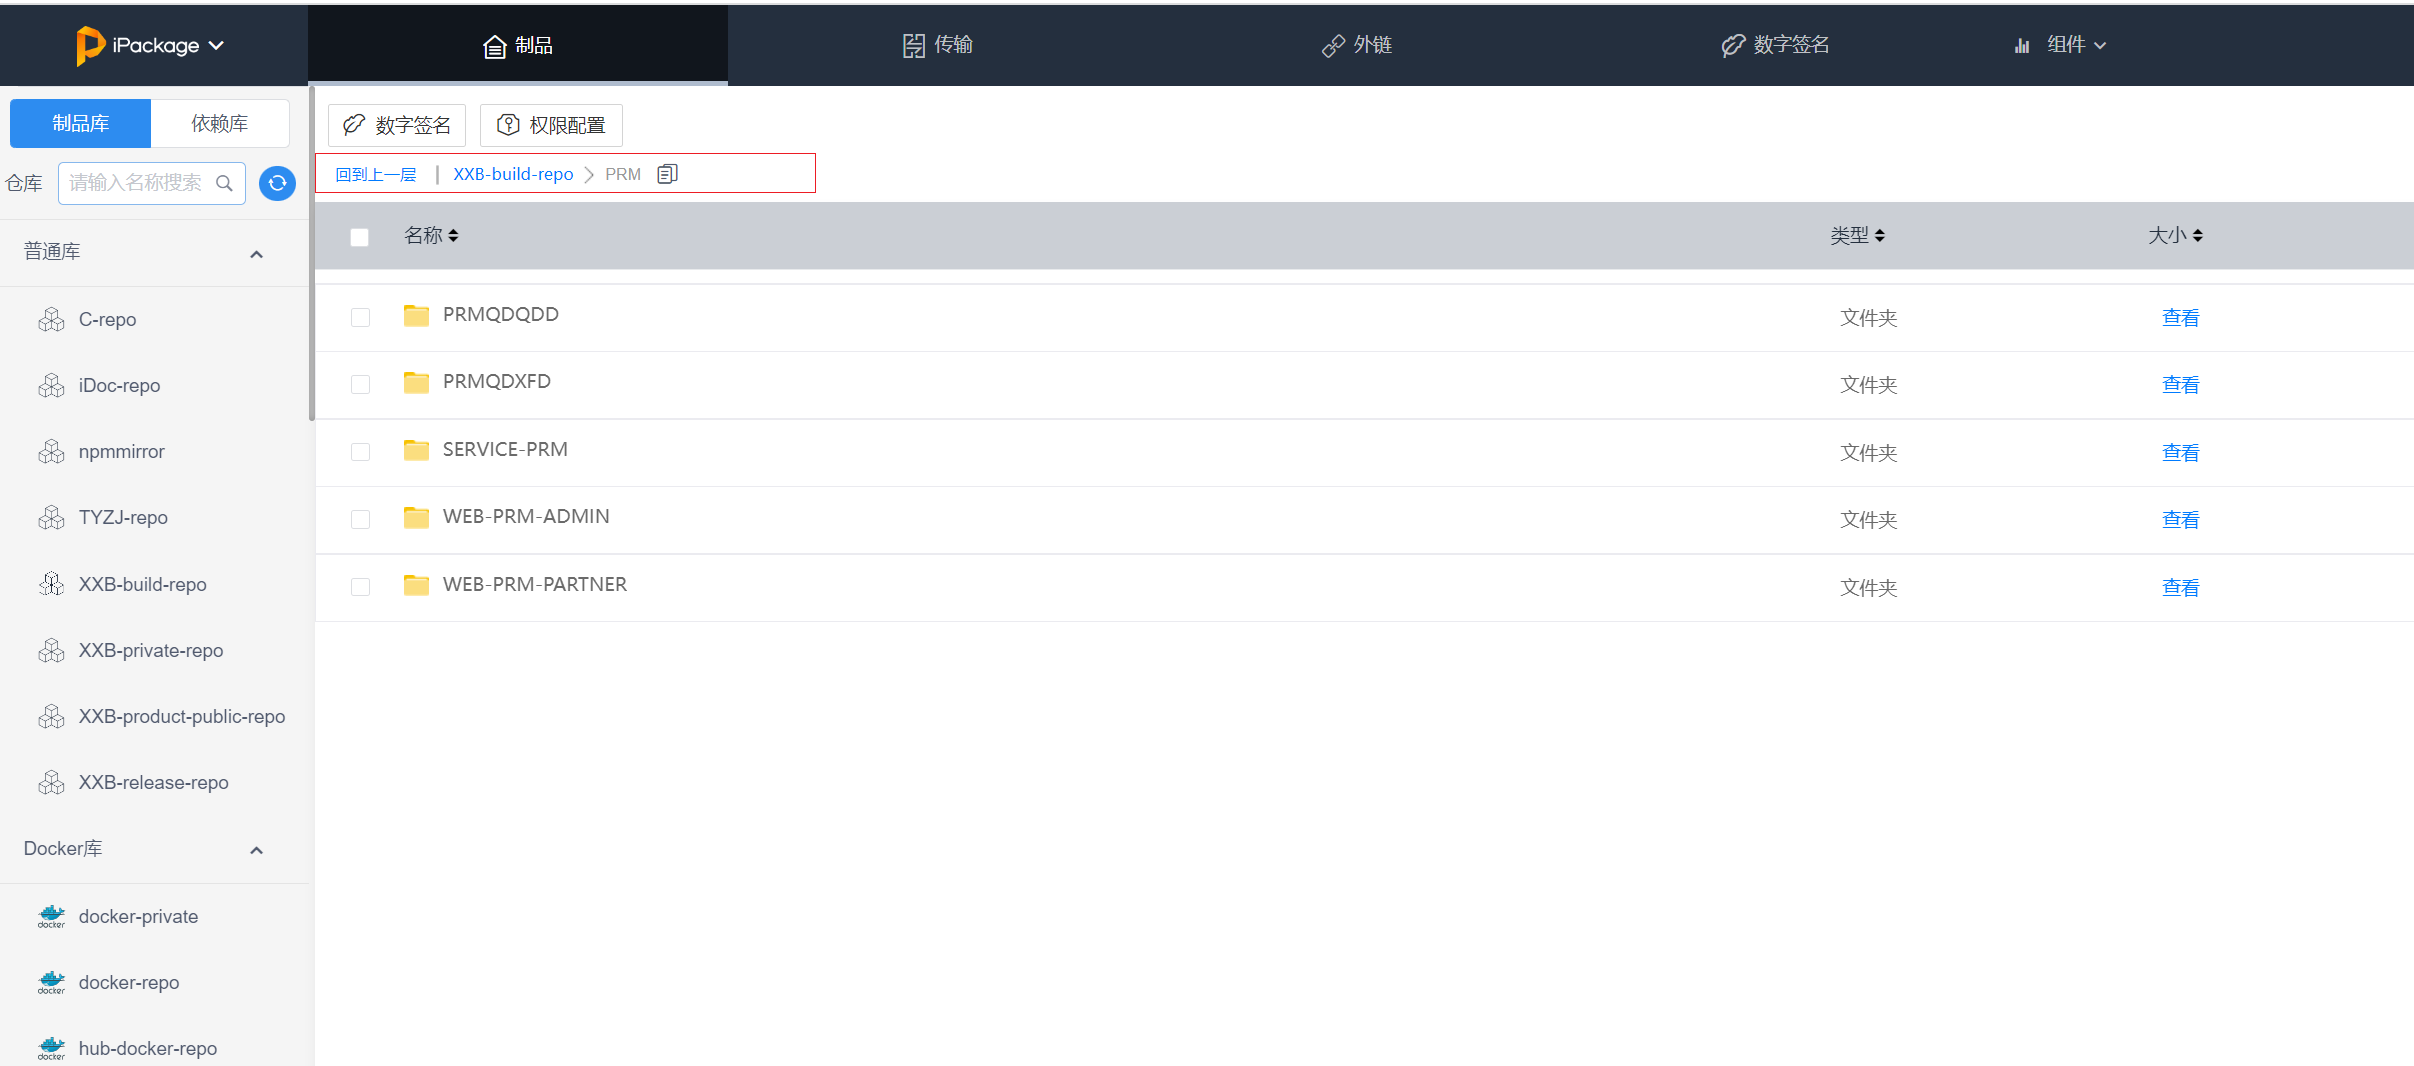 iPackage 制品 传输 外链 数字签名 组件
制品库 依赖库
仓库 请输入名称搜索
普通库
C-repo
iDoc-repo
npmmirror
TYZJ-repo
XXB-build-repo
XXB-private-repo
XXB-product-public-repo
XXB-release-repo
Docker库
docker docker-private
docker docker-repo
docker hub-docker-repo
数字签名 权限配置
回到上一层 | XXB-build-repo > PRM
名称 类型 大小
PRMQDQDD 文件夹 查看
PRMQDXFD 文件夹 查看
SERVICE-PRM 文件夹 查看
WEB-PRM-ADMIN 文件夹 查看
WEB-PRM-PARTNER 文件夹 查看